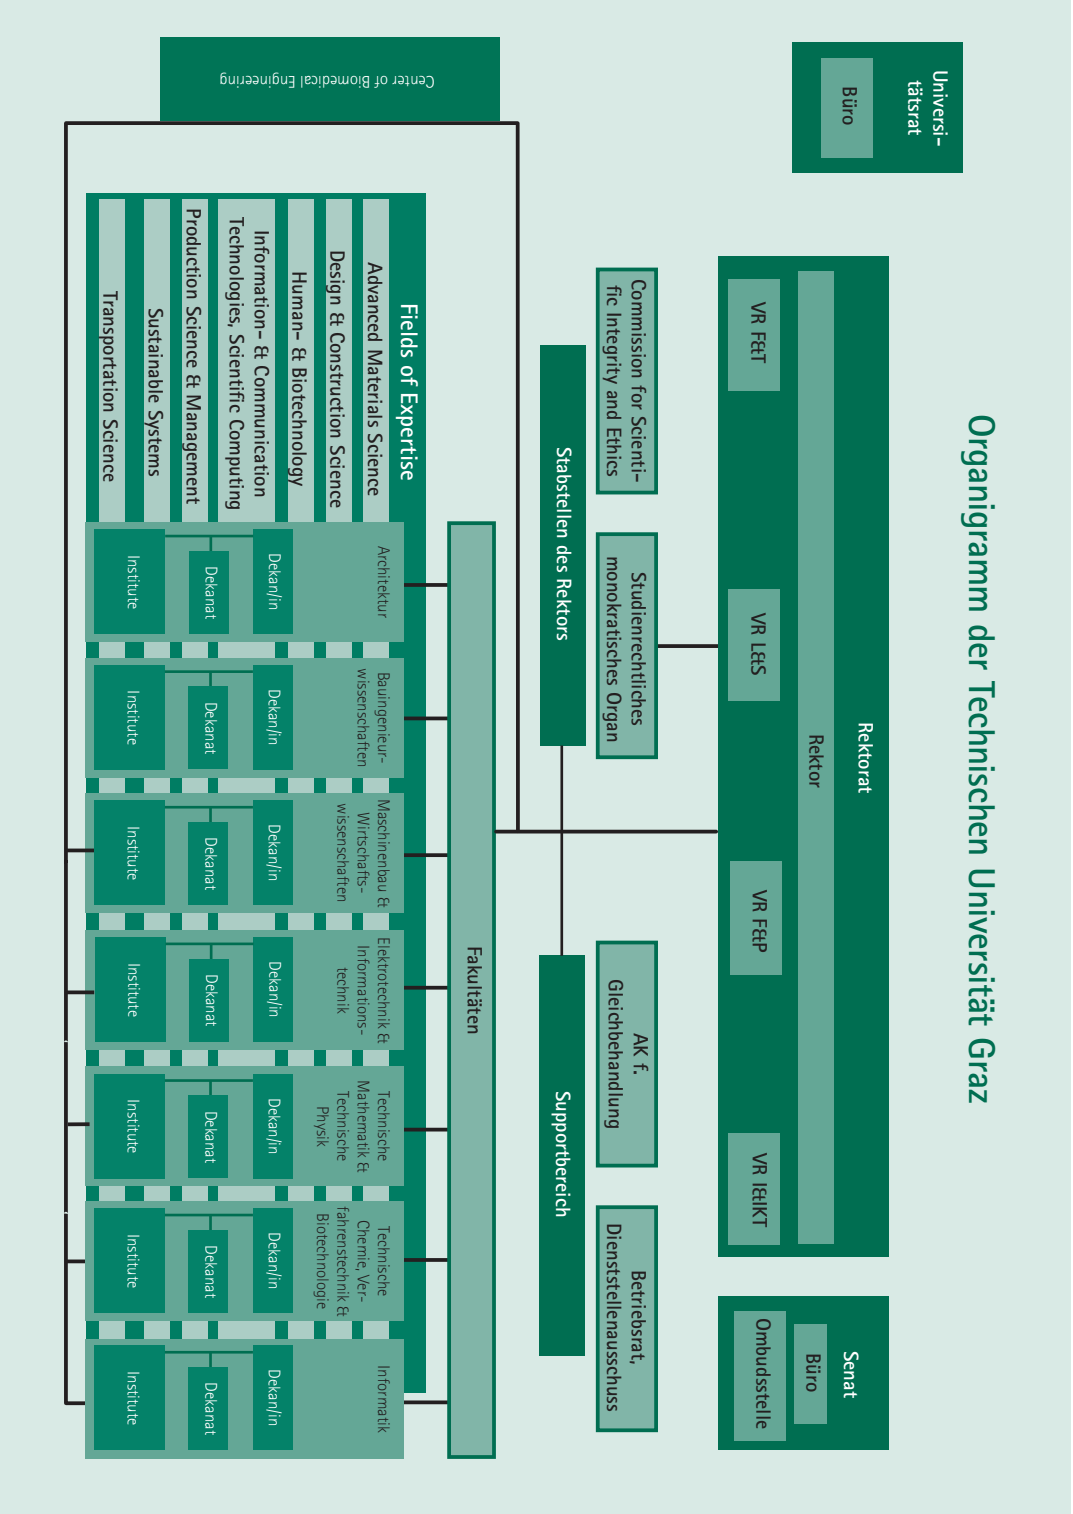 Organigramm der Technischen Universität Graz
Universi-
tätsrat
Büro
Rektorat
Rektor
VR F&T
VR L&S
VR F&P
VR I&IKT
Senat
Büro
Ombudsstelle
Commission for Scienti-
fic Integrity and Ethics
Studienrechtliches
monokratisches Organ
AK f.
Gleichbehandlung
Betriebsrat,
Dienststellenausschuss
Stabstellen des Rektors
Supportbereich
Fakultäten
Center of Biomedical Engineering
Fields of Expertise
Advanced Materials Science
Design & Construction Science
Human- & Biotechnology
Information- & Communication
Technologies, Scientific Computing
Production Science & Management
Sustainable Systems
Transportation Science
Architektur
Dekan/in
Dekanat
Institute
Bauingenieur-
wissenschaften
Dekan/in
Dekanat
Institute
Maschinenbau &
Wirtschafts-
wissenschaften
Dekan/in
Dekanat
Institute
Elektrotechnik &
Informations-
technik
Dekan/in
Dekanat
Institute
Technische
Mathematik &
Technische
Physik
Dekan/in
Dekanat
Institute
Technische
Chemie, Ver-
fahrenstechnik &
Biotechnologie
Dekan/in
Dekanat
Institute
Informatik
Dekan/in
Dekanat
Institute